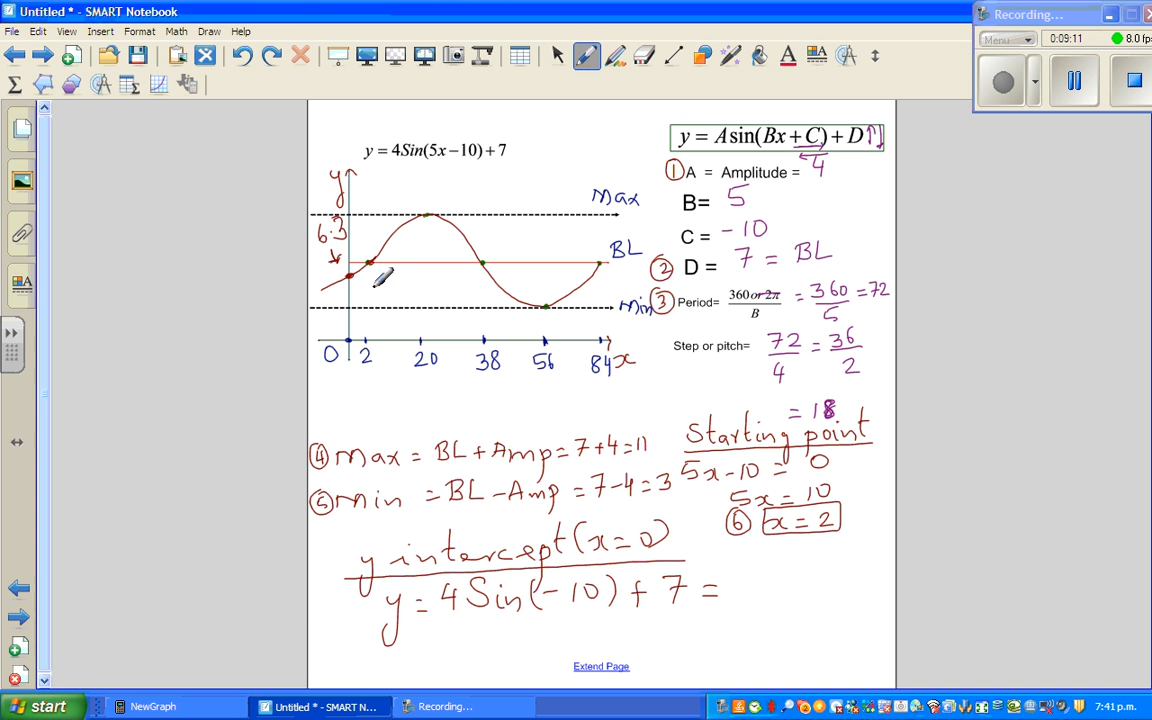 Untitled * - SMART Notebook
File Edit View Insert Format Math Draw Help
Recording...
Menu
0:09:11
8.0 fp
y = 4Sin(5x−10)+7
y = A sin(Bx + C) + D ↑↓
① A = Amplitude = 4
B= 5
C = −10
② D = 7 = BL
③ Period= 360 or 2π / B = 360/5 = 72
Step or pitch= 72/4 = 36/2
= 18
y
Max
6.3
BL
Min
0 2 20 38 56 84 x
④ Max = BL + Amp = 7+4 = 11
⑤ Min = BL − Amp = 7−4 = 3
Starting point
5x−10 = 0
5x = 10
⑥ x = 2
y intercept (x=0)
y = 4 Sin(−10) + 7 =
Extend Page
start
NewGraph
Untitled * - SMART N...
Recording...
7:41 p.m.